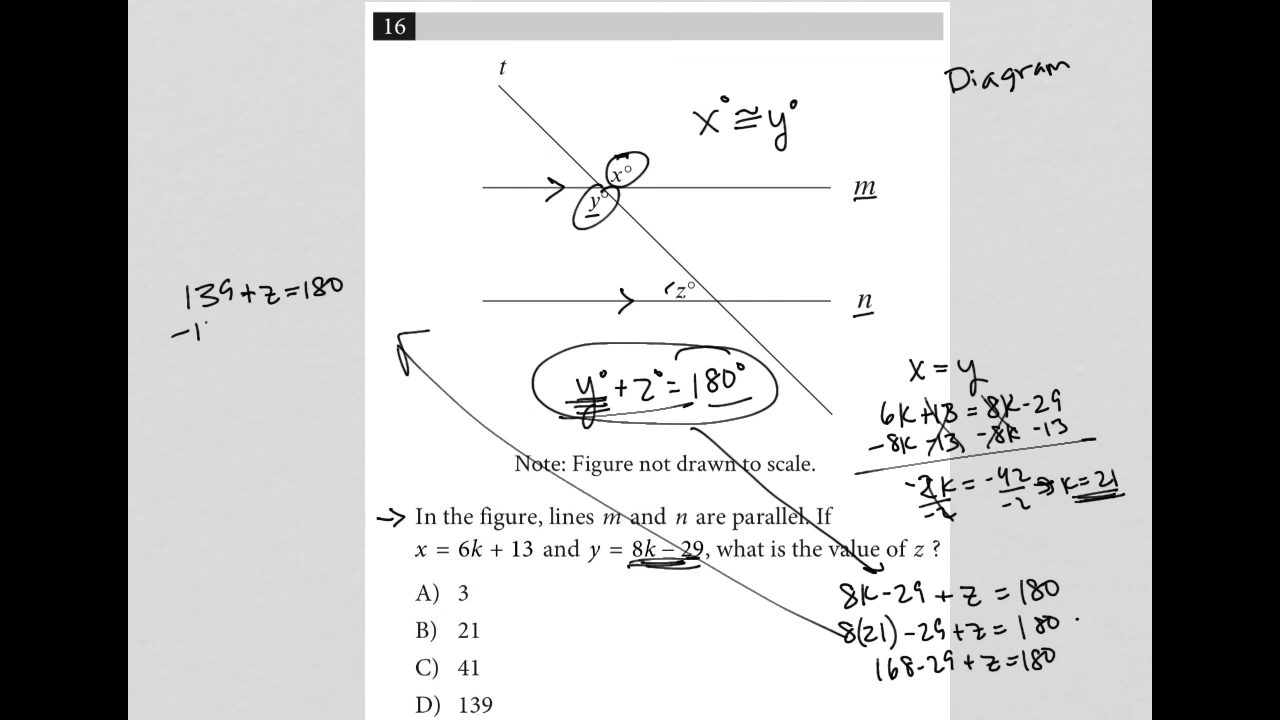 16
t
Diagram
x° ≅ y°
x°
m
y°
139 + z = 180
-1
z°
n
y° + z° = 180°
x = y
6k + 13 = 8k - 29
-8k -13 -8k -13
Note: Figure not drawn to scale.
-2k = -42 → k = 21
-2 -2
→ In the figure, lines m and n are parallel. If
x = 6k + 13 and y = 8k − 29, what is the value of z ?
8k - 29 + z = 180
A) 3
8(21) - 29 + z = 180
B) 21
168 - 29 + z = 180
C) 41
D) 139